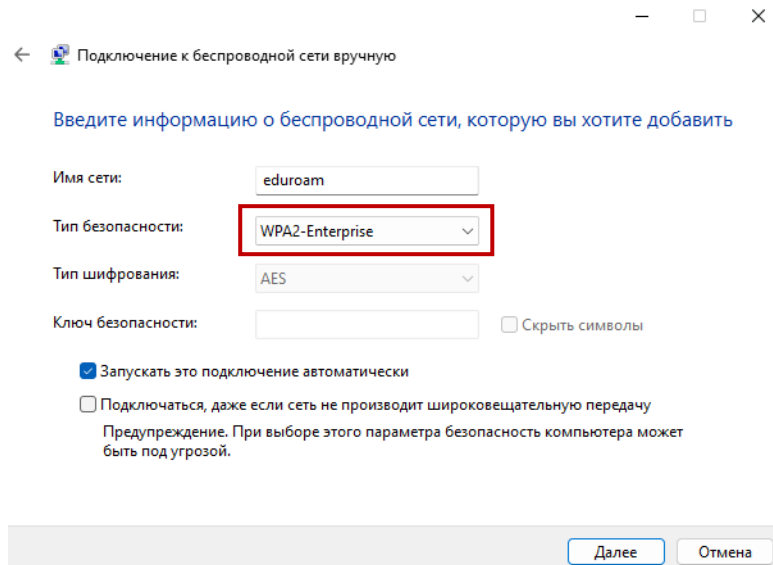 Подключение к беспроводной сети вручную
Введите информацию о беспроводной сети, которую вы хотите добавить
Имя сети: eduroam
Тип безопасности: WPA2-Enterprise
Тип шифрования: AES
Ключ безопасности: Скрыть символы
Запускать это подключение автоматически
Подключаться, даже если сеть не производит широковещательную передачу
Предупреждение. При выборе этого параметра безопасность компьютера может
быть под угрозой.
Далее Отмена